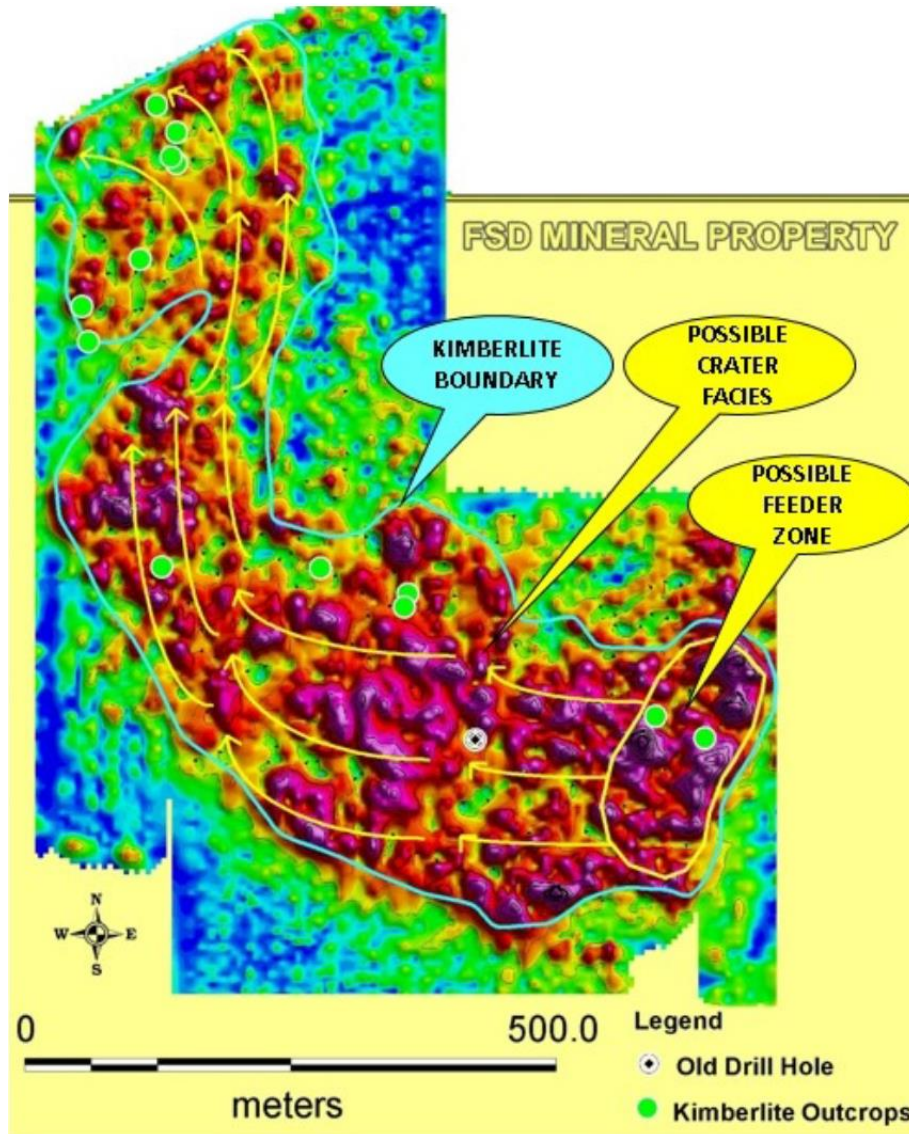 FSD MINERAL PROPERTY
KIMBERLITE
BOUNDARY
POSSIBLE
CRATER
FACIES
POSSIBLE
FEEDER
ZONE
N
W E
S
0 500.0
meters
Legend
Old Drill Hole
Kimberlite Outcrops